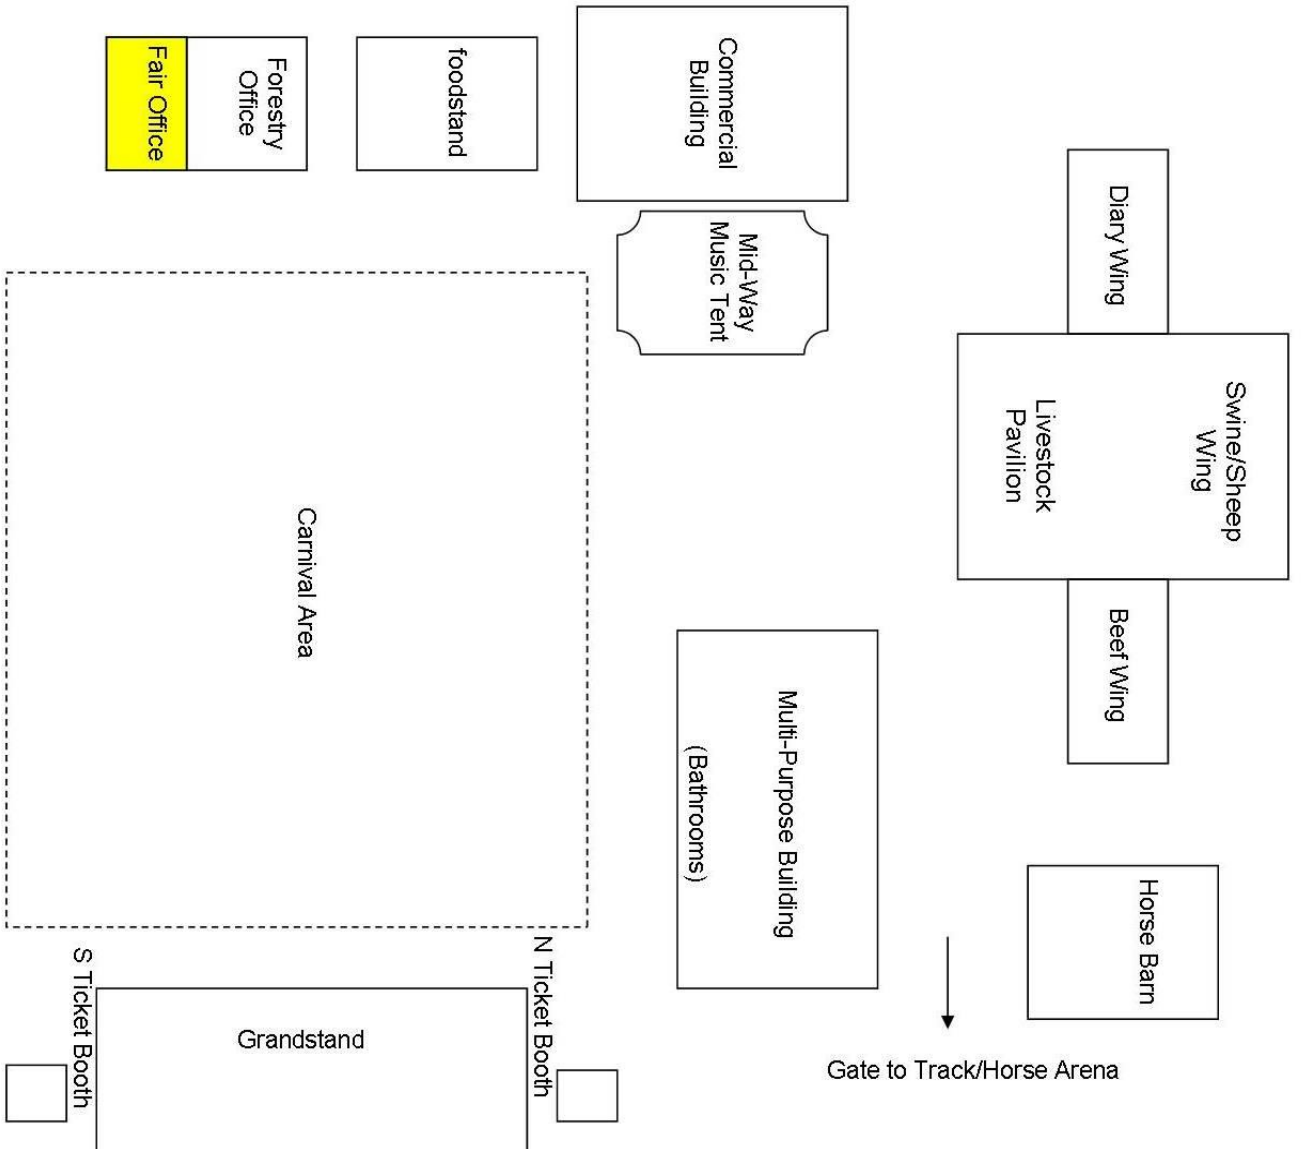 Fair Office
Forestry
Office
foodstand
Commercial
Building
Mid-Way
Music Tent
Diary Wing
Swine/Sheep
Wing
Livestock
Pavilion
Beef Wing
Carnival Area
Multi-Purpose Building
(Bathrooms)
Horse Barn
S Ticket Booth
Grandstand
N Ticket Booth
Gate to Track/Horse Arena